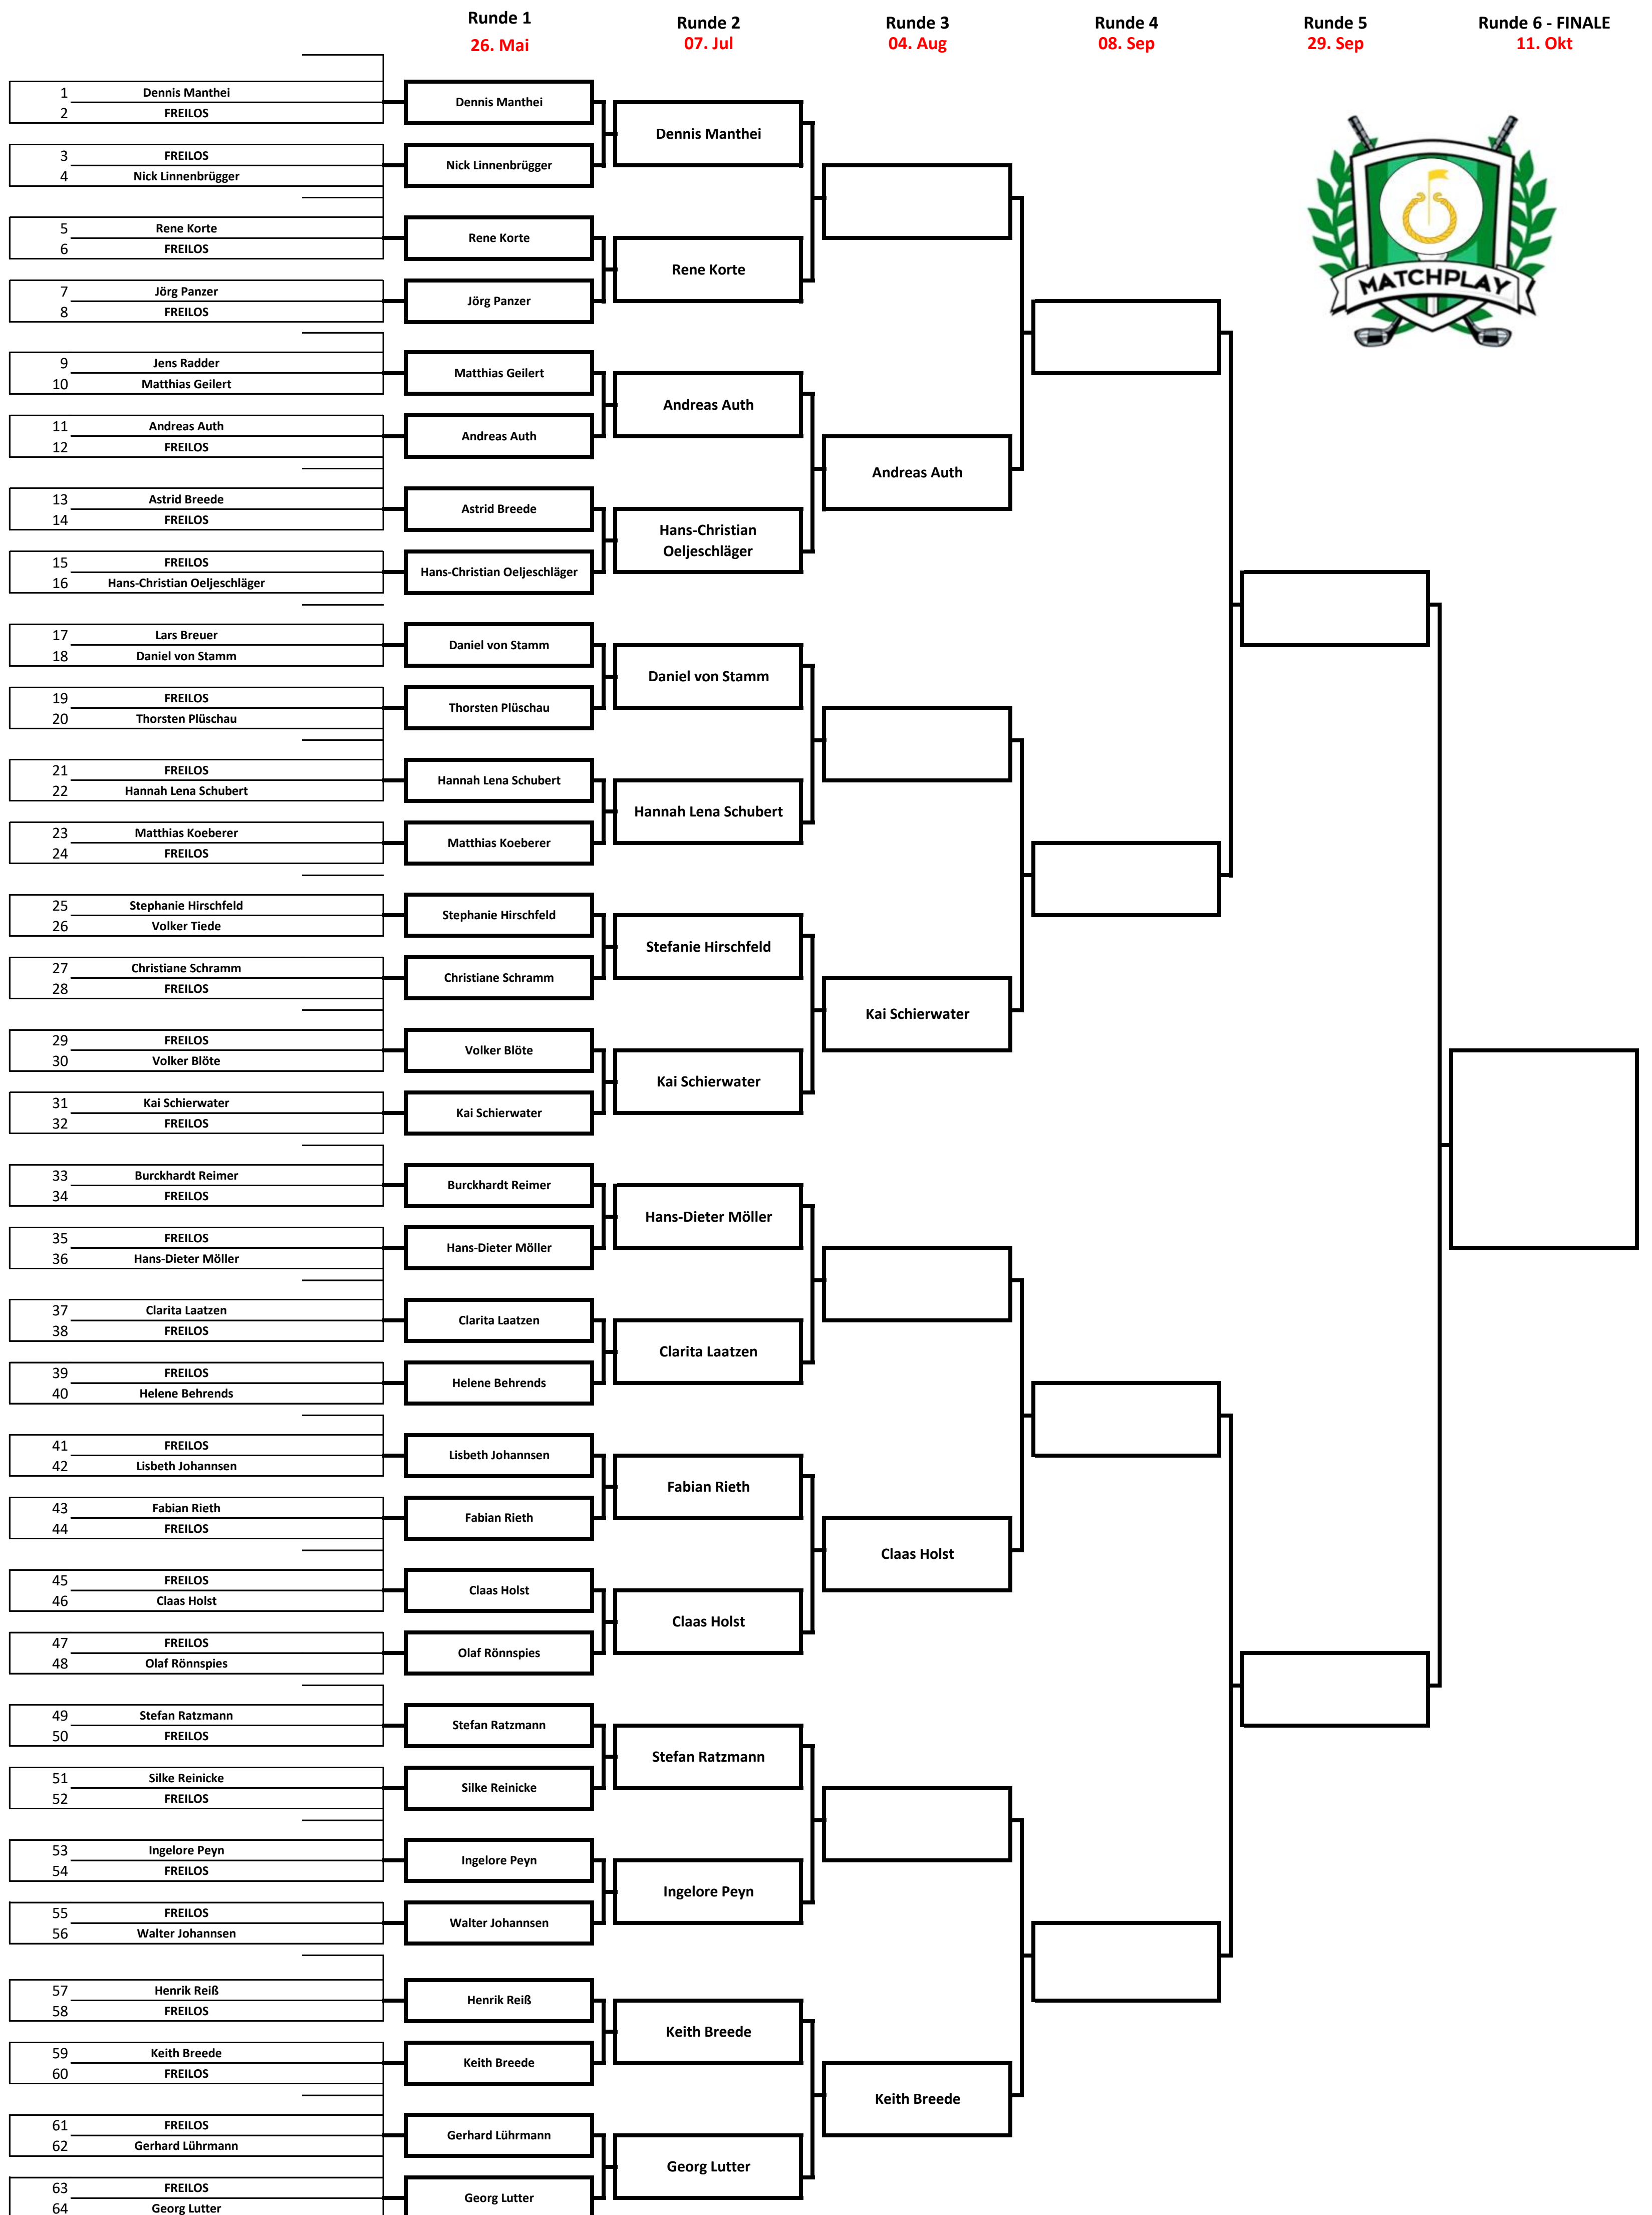 Runde 1
Runde 2
Runde 3
Runde 4
Runde 5
Runde 6 - FINALE
26. Mai
07. Jul
04. Aug
08. Sep
29. Sep
11. Okt
MATCHPLAY
1 Dennis Manthei
2 FREILOS
3 FREILOS
4 Nick Linnenbrügger
5 Rene Korte
6 FREILOS
7 Jörg Panzer
8 FREILOS
9 Jens Radder
10 Matthias Geilert
11 Andreas Auth
12 FREILOS
13 Astrid Breede
14 FREILOS
15 FREILOS
16 Hans-Christian Oeljeschläger
17 Lars Breuer
18 Daniel von Stamm
19 FREILOS
20 Thorsten Plüschau
21 FREILOS
22 Hannah Lena Schubert
23 Matthias Koeberer
24 FREILOS
25 Stephanie Hirschfeld
26 Volker Tiede
27 Christiane Schramm
28 FREILOS
29 FREILOS
30 Volker Blöte
31 Kai Schierwater
32 FREILOS
33 Burckhardt Reimer
34 FREILOS
35 FREILOS
36 Hans-Dieter Möller
37 Clarita Laatzen
38 FREILOS
39 FREILOS
40 Helene Behrends
41 FREILOS
42 Lisbeth Johannsen
43 Fabian Rieth
44 FREILOS
45 FREILOS
46 Claas Holst
47 FREILOS
48 Olaf Rönnspies
49 Stefan Ratzmann
50 FREILOS
51 Silke Reinicke
52 FREILOS
53 Ingelore Peyn
54 FREILOS
55 FREILOS
56 Walter Johannsen
57 Henrik Reiß
58 FREILOS
59 Keith Breede
60 FREILOS
61 FREILOS
62 Gerhard Lührmann
63 FREILOS
64 Georg Lutter
Dennis Manthei
Nick Linnenbrügger
Rene Korte
Jörg Panzer
Matthias Geilert
Andreas Auth
Astrid Breede
Hans-Christian Oeljeschläger
Daniel von Stamm
Thorsten Plüschau
Hannah Lena Schubert
Matthias Koeberer
Stephanie Hirschfeld
Christiane Schramm
Volker Blöte
Kai Schierwater
Burckhardt Reimer
Hans-Dieter Möller
Clarita Laatzen
Helene Behrends
Lisbeth Johannsen
Fabian Rieth
Claas Holst
Olaf Rönnspies
Stefan Ratzmann
Silke Reinicke
Ingelore Peyn
Walter Johannsen
Henrik Reiß
Keith Breede
Gerhard Lührmann
Georg Lutter
Dennis Manthei
Rene Korte
Andreas Auth
Hans-Christian
Oeljeschläger
Daniel von Stamm
Hannah Lena Schubert
Stefanie Hirschfeld
Kai Schierwater
Hans-Dieter Möller
Clarita Laatzen
Fabian Rieth
Claas Holst
Stefan Ratzmann
Ingelore Peyn
Keith Breede
Georg Lutter
Andreas Auth
Kai Schierwater
Claas Holst
Keith Breede